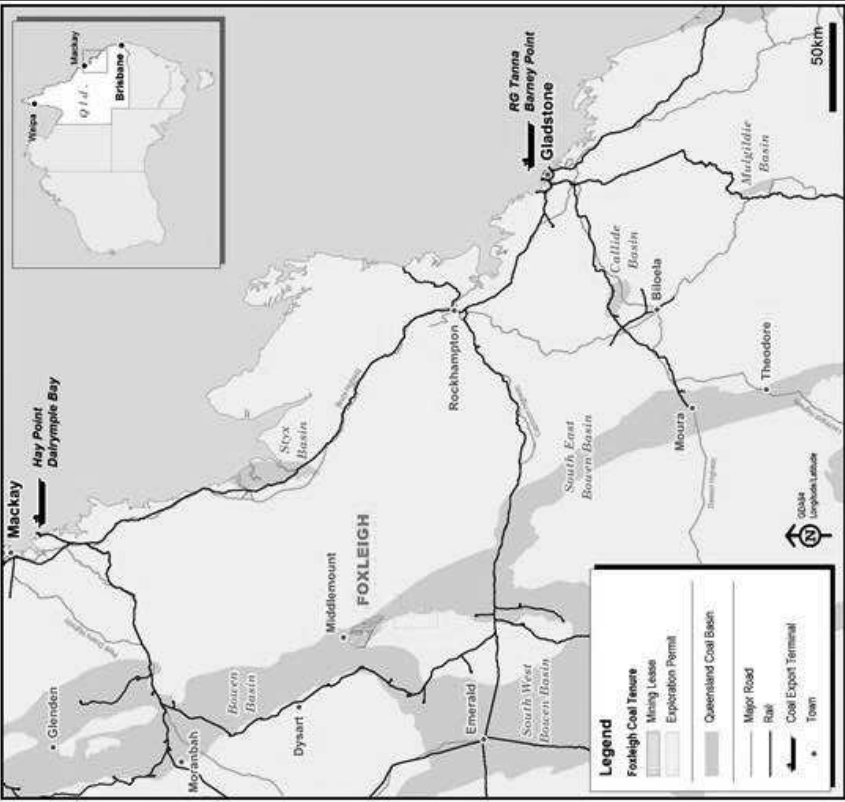 Weipa
Mackay
Qld.
Brisbane
Mackay
Hay Point
Dalrymple Bay
RG Tanna
Barney Point
Gladstone
Glenden
Moranbah
Bowen
Basin
Dysart
Middlemount
FOXLEIGH
Styx
Basin
Rockhampton
Emerald
South West
Bowen Basin
South East
Bowen Basin
Callide
Basin
Biloela
Moura
Theodore
Mulgildie
Basin
50km
N
GDA94
Longitude/Latitude
Legend
Foxleigh Coal Tenure
Mining Lease
Exploration Permit
Queensland Coal Basin
Major Road
Rail
Coal Export Terminal
Town
Dawson Highway